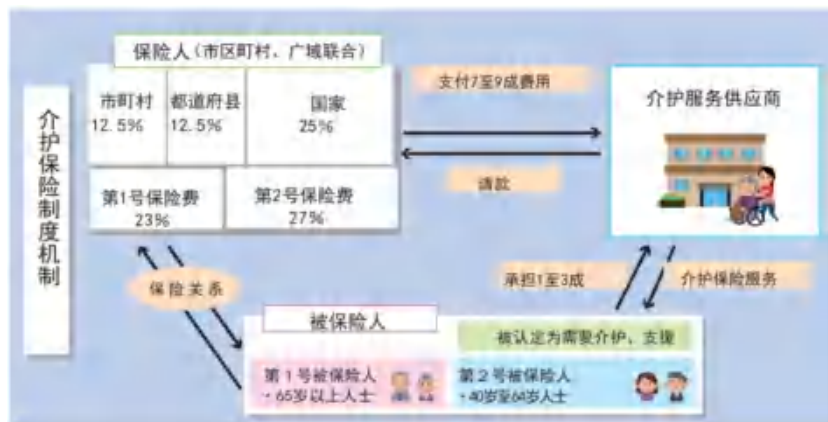 介护保险制度机制
保险人(市区町村、广域联合)
市町村
12.5%
都道府县
12.5%
国家
25%
第1号保险费
23%
第2号保险费
27%
支付7至9成费用
请款
介护服务供应商
保险关系
承担1至3成
介护保险服务
被保险人
被认定为需要介护、支援
第1号被保险人
・65岁以上人士
第2号被保险人
・40岁至64岁人士